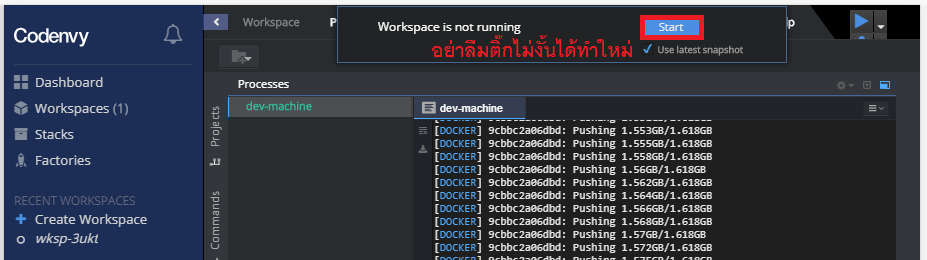 Codenvy
Dashboard
Workspaces (1)
Stacks
Factories
RECENT WORKSPACES
Create Workspace
wksp-3ukt
Workspace
Workspace is not running
Start
อย่าลืมติ๊กไม่งั้นได้ทำใหม่
Use latest snapshot
Processes
Projects
Commands
dev-machine
dev-machine
[DOCKER] 9cbbc2a06dbd: Pushing 1.553GB/1.618GB
[DOCKER] 9cbbc2a06dbd: Pushing 1.555GB/1.618GB
[DOCKER] 9cbbc2a06dbd: Pushing 1.558GB/1.618GB
[DOCKER] 9cbbc2a06dbd: Pushing 1.56GB/1.618GB
[DOCKER] 9cbbc2a06dbd: Pushing 1.562GB/1.618GB
[DOCKER] 9cbbc2a06dbd: Pushing 1.564GB/1.618GB
[DOCKER] 9cbbc2a06dbd: Pushing 1.566GB/1.618GB
[DOCKER] 9cbbc2a06dbd: Pushing 1.568GB/1.618GB
[DOCKER] 9cbbc2a06dbd: Pushing 1.57GB/1.618GB
[DOCKER] 9cbbc2a06dbd: Pushing 1.572GB/1.618GB